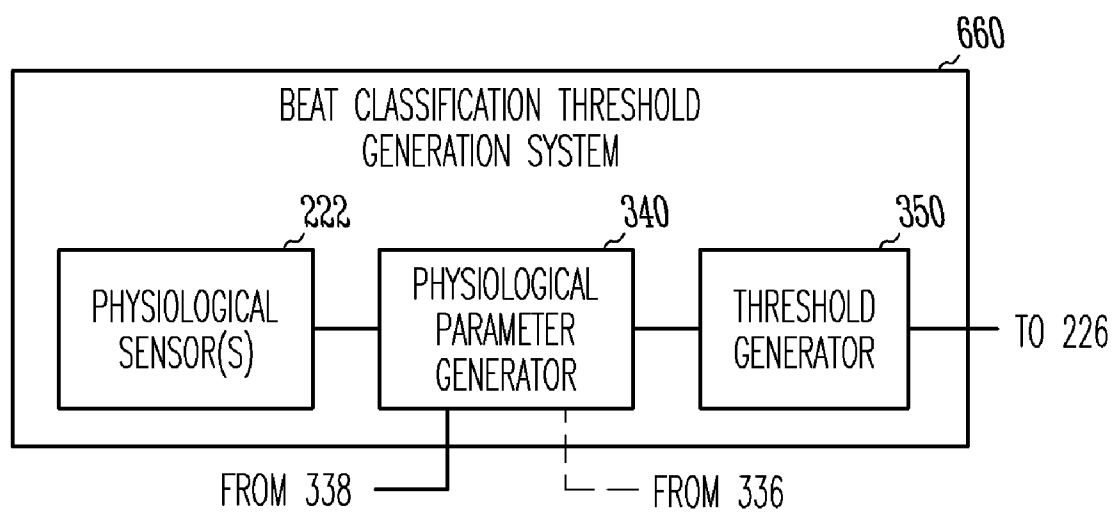 660
BEAT CLASSIFICATION THRESHOLD
GENERATION SYSTEM
222
340
350
PHYSIOLOGICAL
SENSOR(S)
PHYSIOLOGICAL
PARAMETER
GENERATOR
THRESHOLD
GENERATOR
TO 226
FROM 338
FROM 336